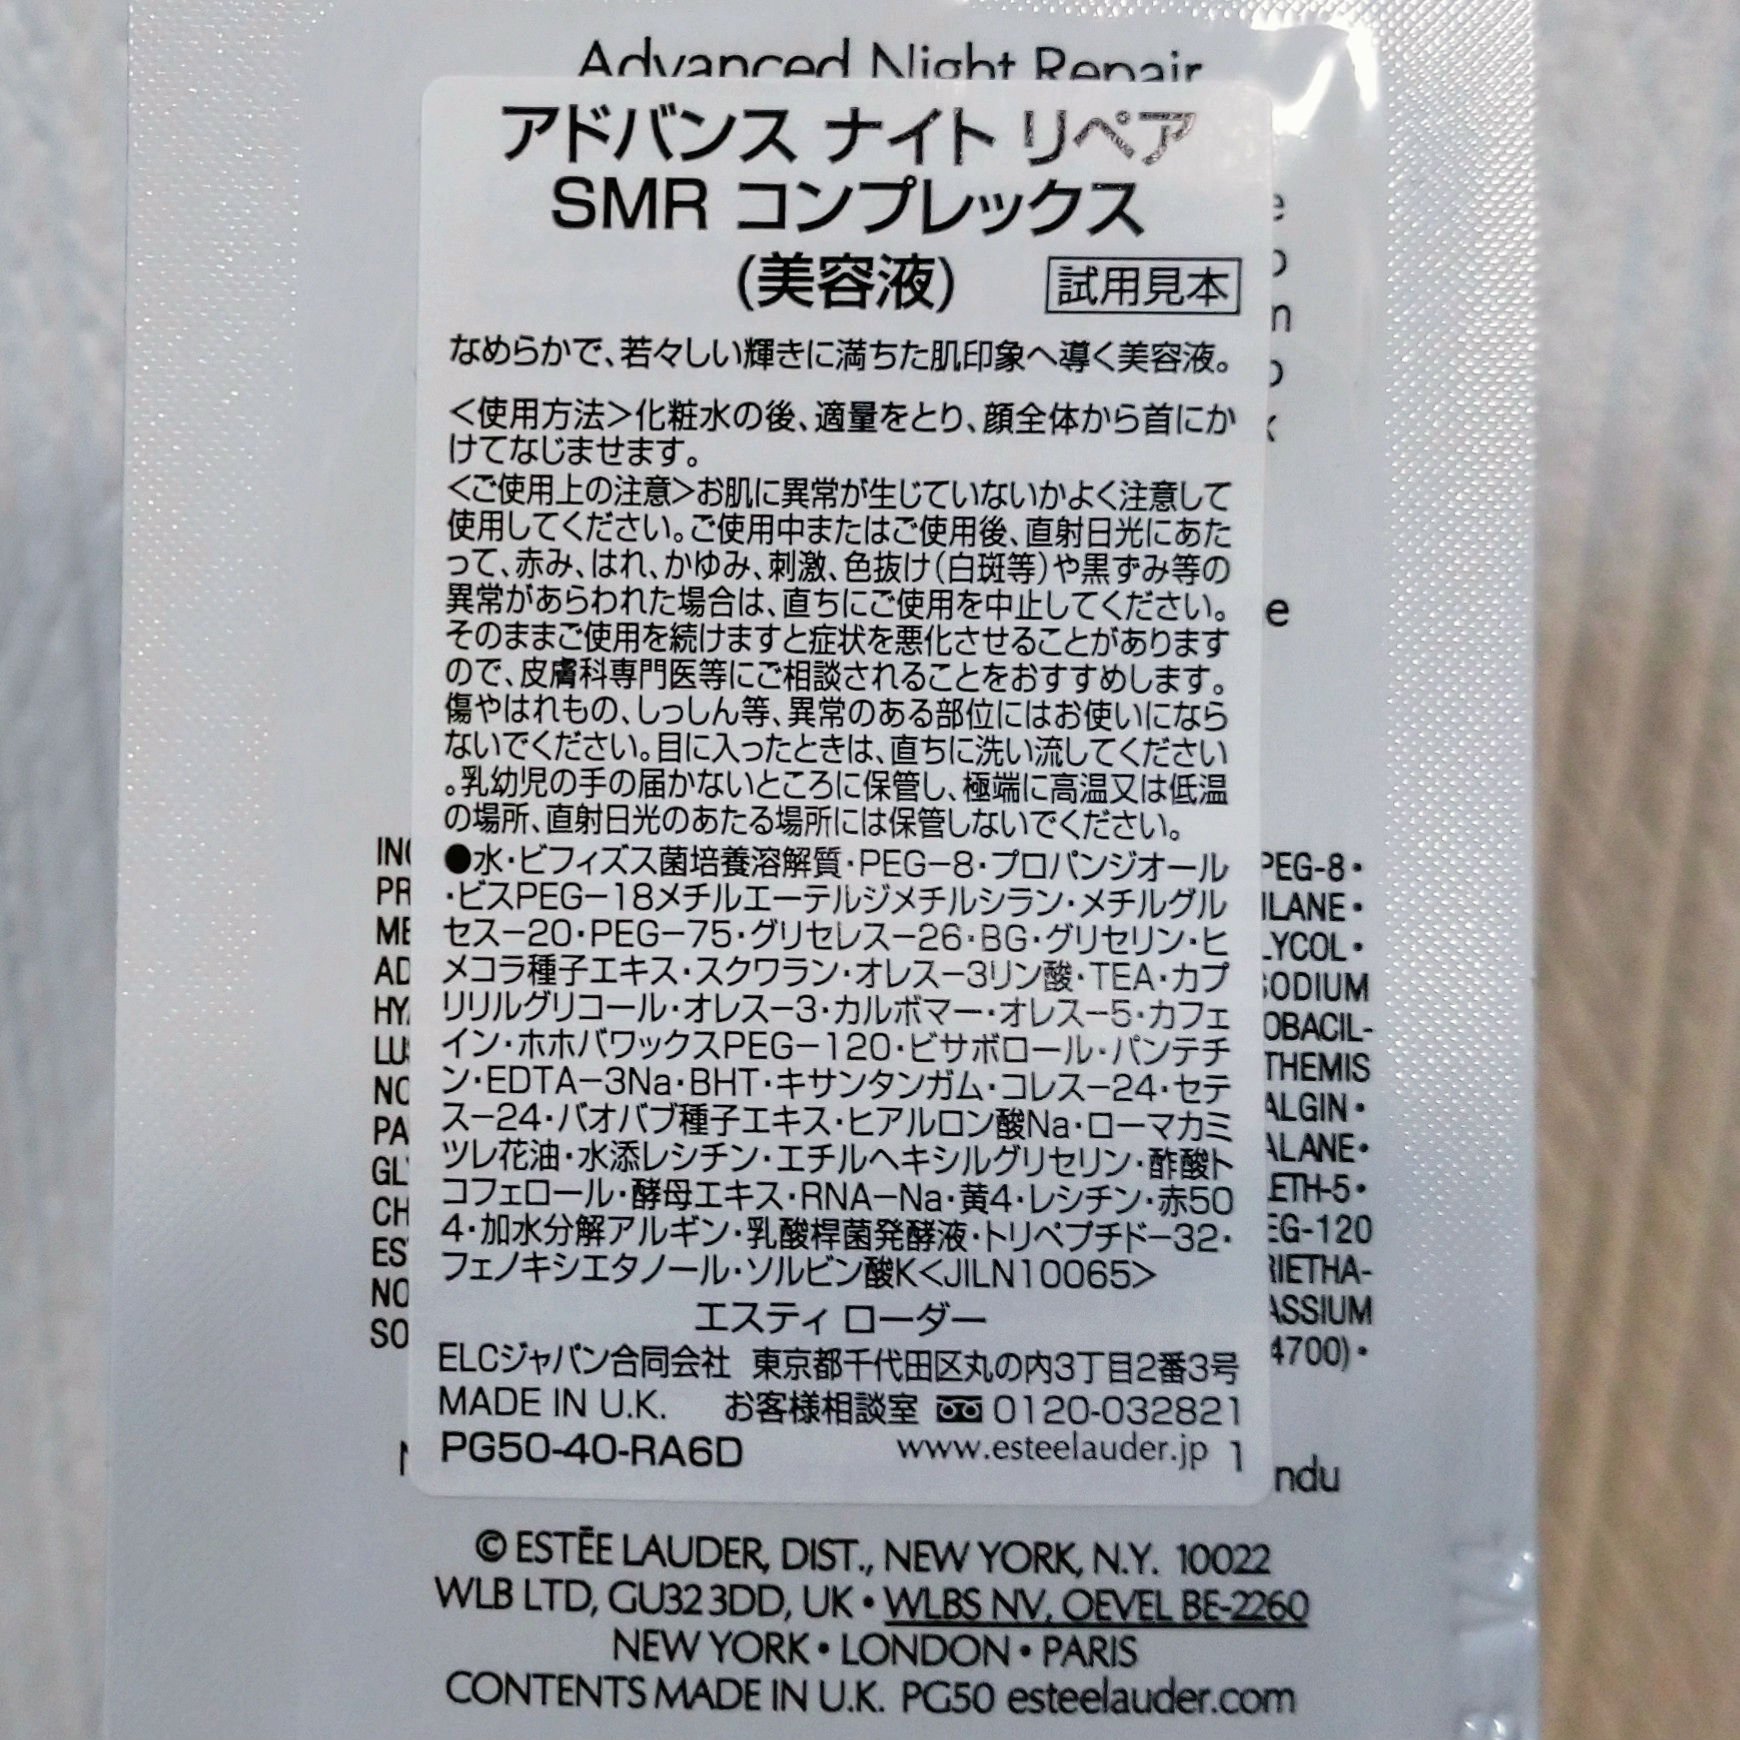 Advanced Night Repair
アドバンス ナイト リペア
SMR コンプレックス
(美容液) 試用見本
なめらかで、若々しい輝きに満ちた肌印象へ導く美容液。
＜使用方法＞化粧水の後、適量をとり、顔全体から首にか
けてなじませます。
＜ご使用上の注意＞お肌に異常が生じていないかよく注意して
使用してください。ご使用中またはご使用後、直射日光にあた
って、赤み、はれ、かゆみ、刺激、色抜け（白斑等）や黒ずみ等の
異常があらわれた場合は、直ちにご使用を中止してください。
そのままご使用を続けますと症状を悪化させることがあります
ので、皮膚科専門医等にご相談されることをおすすめします。
傷やはれもの、しっしん等、異常のある部位にはお使いになら
ないでください。目に入ったときは、直ちに洗い流してください
。乳幼児の手の届かないところに保管し、極端に高温又は低温
の場所、直射日光のあたる場所には保管しないでください。
●水・ビフィズス菌培養溶解質・PEG－8・プロパンジオール
・ビスPEG－18メチルエーテルジメチルシラン・メチルグル
セス－20・PEG－75・グリセレス－26・BG・グリセリン・ヒ
メコラ種子エキス・スクワラン・オレス－3リン酸・TEA・カプ
リリルグリコール・オレス－3・カルボマー・オレス－5・カフェ
イン・ホホバワックスPEG－120・ビサボロール・パンテチ
ン・EDTA－3Na・BHT・キサンタンガム・コレス－24・セテ
ス－24・バオバブ種子エキス・ヒアルロン酸Na・ローマカミ
ツレ花油・水添レシチン・エチルヘキシルグリセリン・酢酸ト
コフェロール・酵母エキス・RNA－Na・黄4・レシチン・赤50
4・加水分解アルギン・乳酸桿菌発酵液・トリペプチド－32・
フェノキシエタノール・ソルビン酸K<JILN10065>
エスティ ローダー
ELCジャパン合同会社 東京都千代田区丸の内3丁目2番3号
MADE IN U.K. お客様相談室 0120-032821
PG50-40-RA6D www.esteelauder.jp 1
PEG-8•
ILANE•
LYCOL•
SODIUM
OBACIL-
THEMIS
ALGIN•
ALANE•
ETH-5•
EG-120
RIETHA-
ASSIUM
4700)•
ndu
© ESTĒE LAUDER, DIST., NEW YORK, N.Y. 10022
WLB LTD, GU32 3DD, UK • WLBS NV, OEVEL BE-2260
NEW YORK • LONDON • PARIS
CONTENTS MADE IN U.K. PG50 esteelauder.com